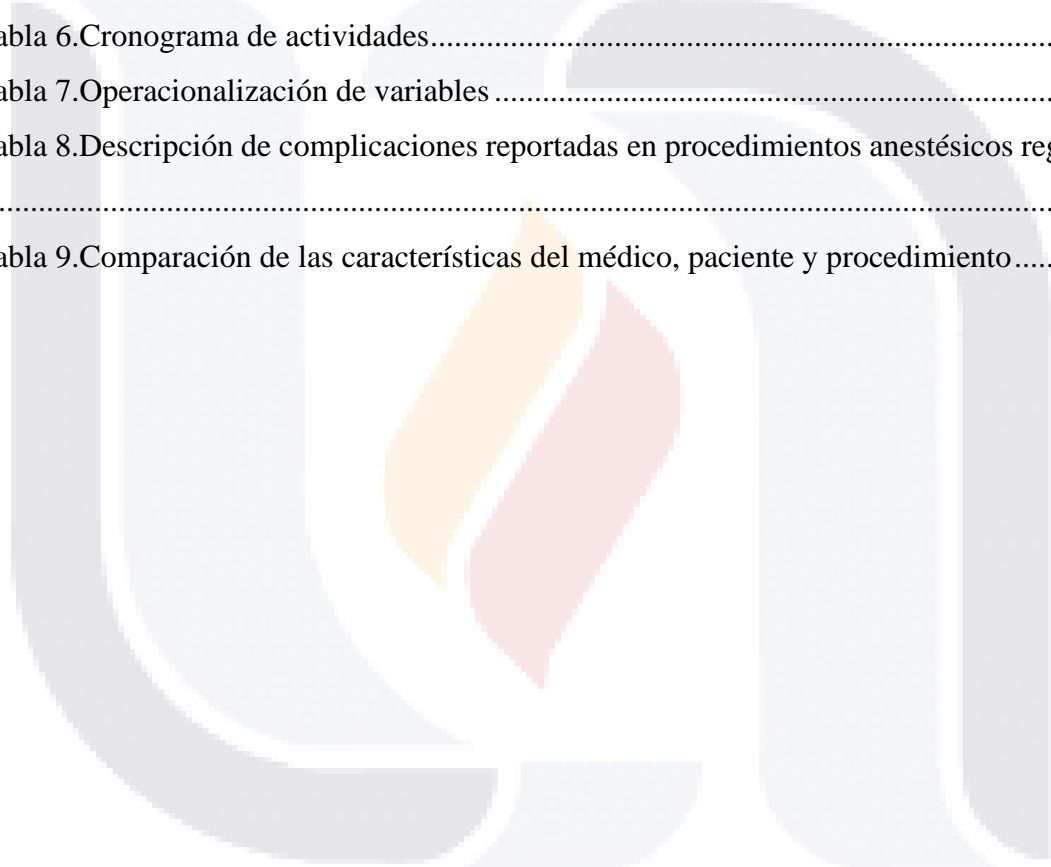 abla 6.Cronograma de actividades....................................................................................................
abla 7.Operacionalización de variables....................................................................................................
abla 8.Descripción de complicaciones reportadas en procedimientos anestésicos reg
....................................................................................................
abla 9.Comparación de las características del médico, paciente y procedimiento.....